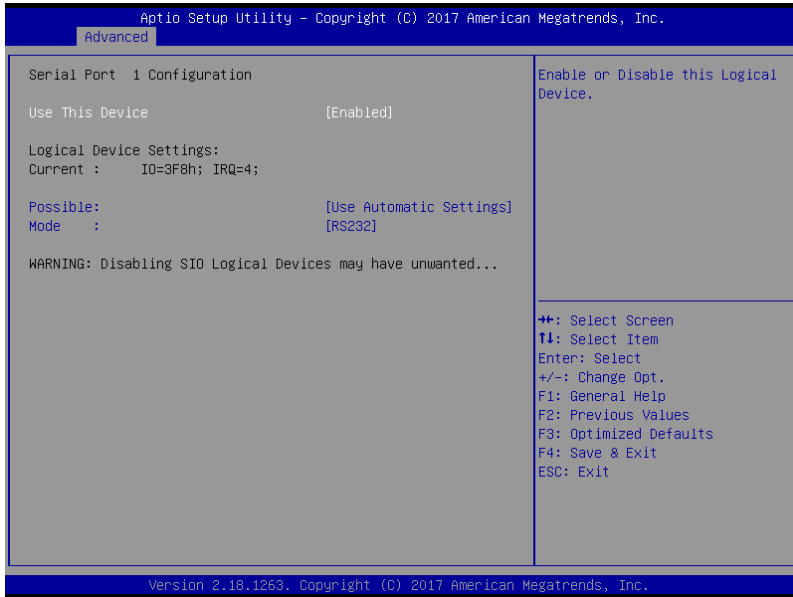 Aptio Setup Utility – Copyright (C) 2017 American Megatrends, Inc.
Advanced
Serial Port 1 Configuration
Use This Device [Enabled]
Logical Device Settings:
Current : IO=3F8h; IRQ=4;
Possible: [Use Automatic Settings]
Mode : [RS232]
WARNING: Disabling SIO Logical Devices may have unwanted...
Enable or Disable this Logical
Device.
→←: Select Screen
↑↓: Select Item
Enter: Select
+/-: Change Opt.
F1: General Help
F2: Previous Values
F3: Optimized Defaults
F4: Save & Exit
ESC: Exit
Version 2.18.1263. Copyright (C) 2017 American Megatrends, Inc.